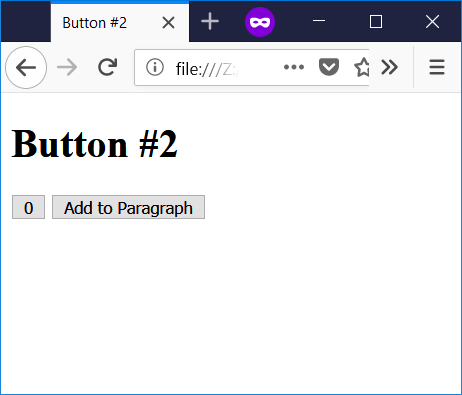 Button #2
file:///Z:
Button #2
0 Add to Paragraph